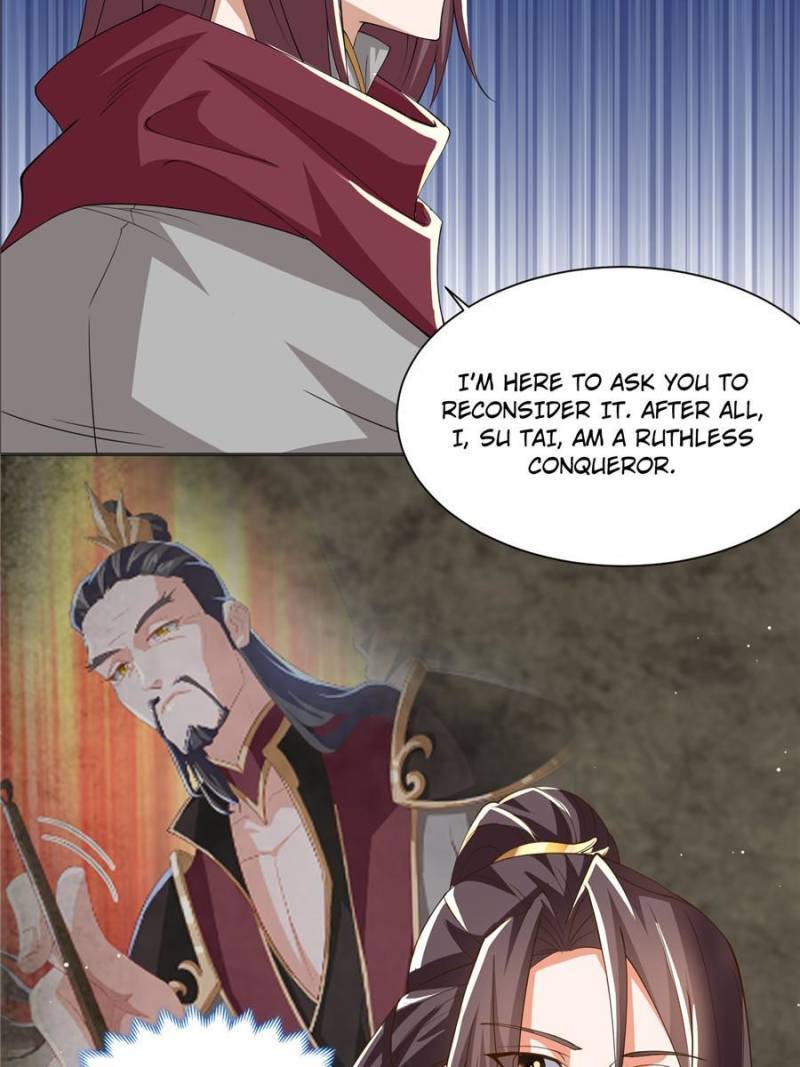 I'M HERE TO ASK YOU TO
RECONSIDER IT. AFTER ALL,
I, SU TAI, AM A RUTHLESS
CONQUEROR.